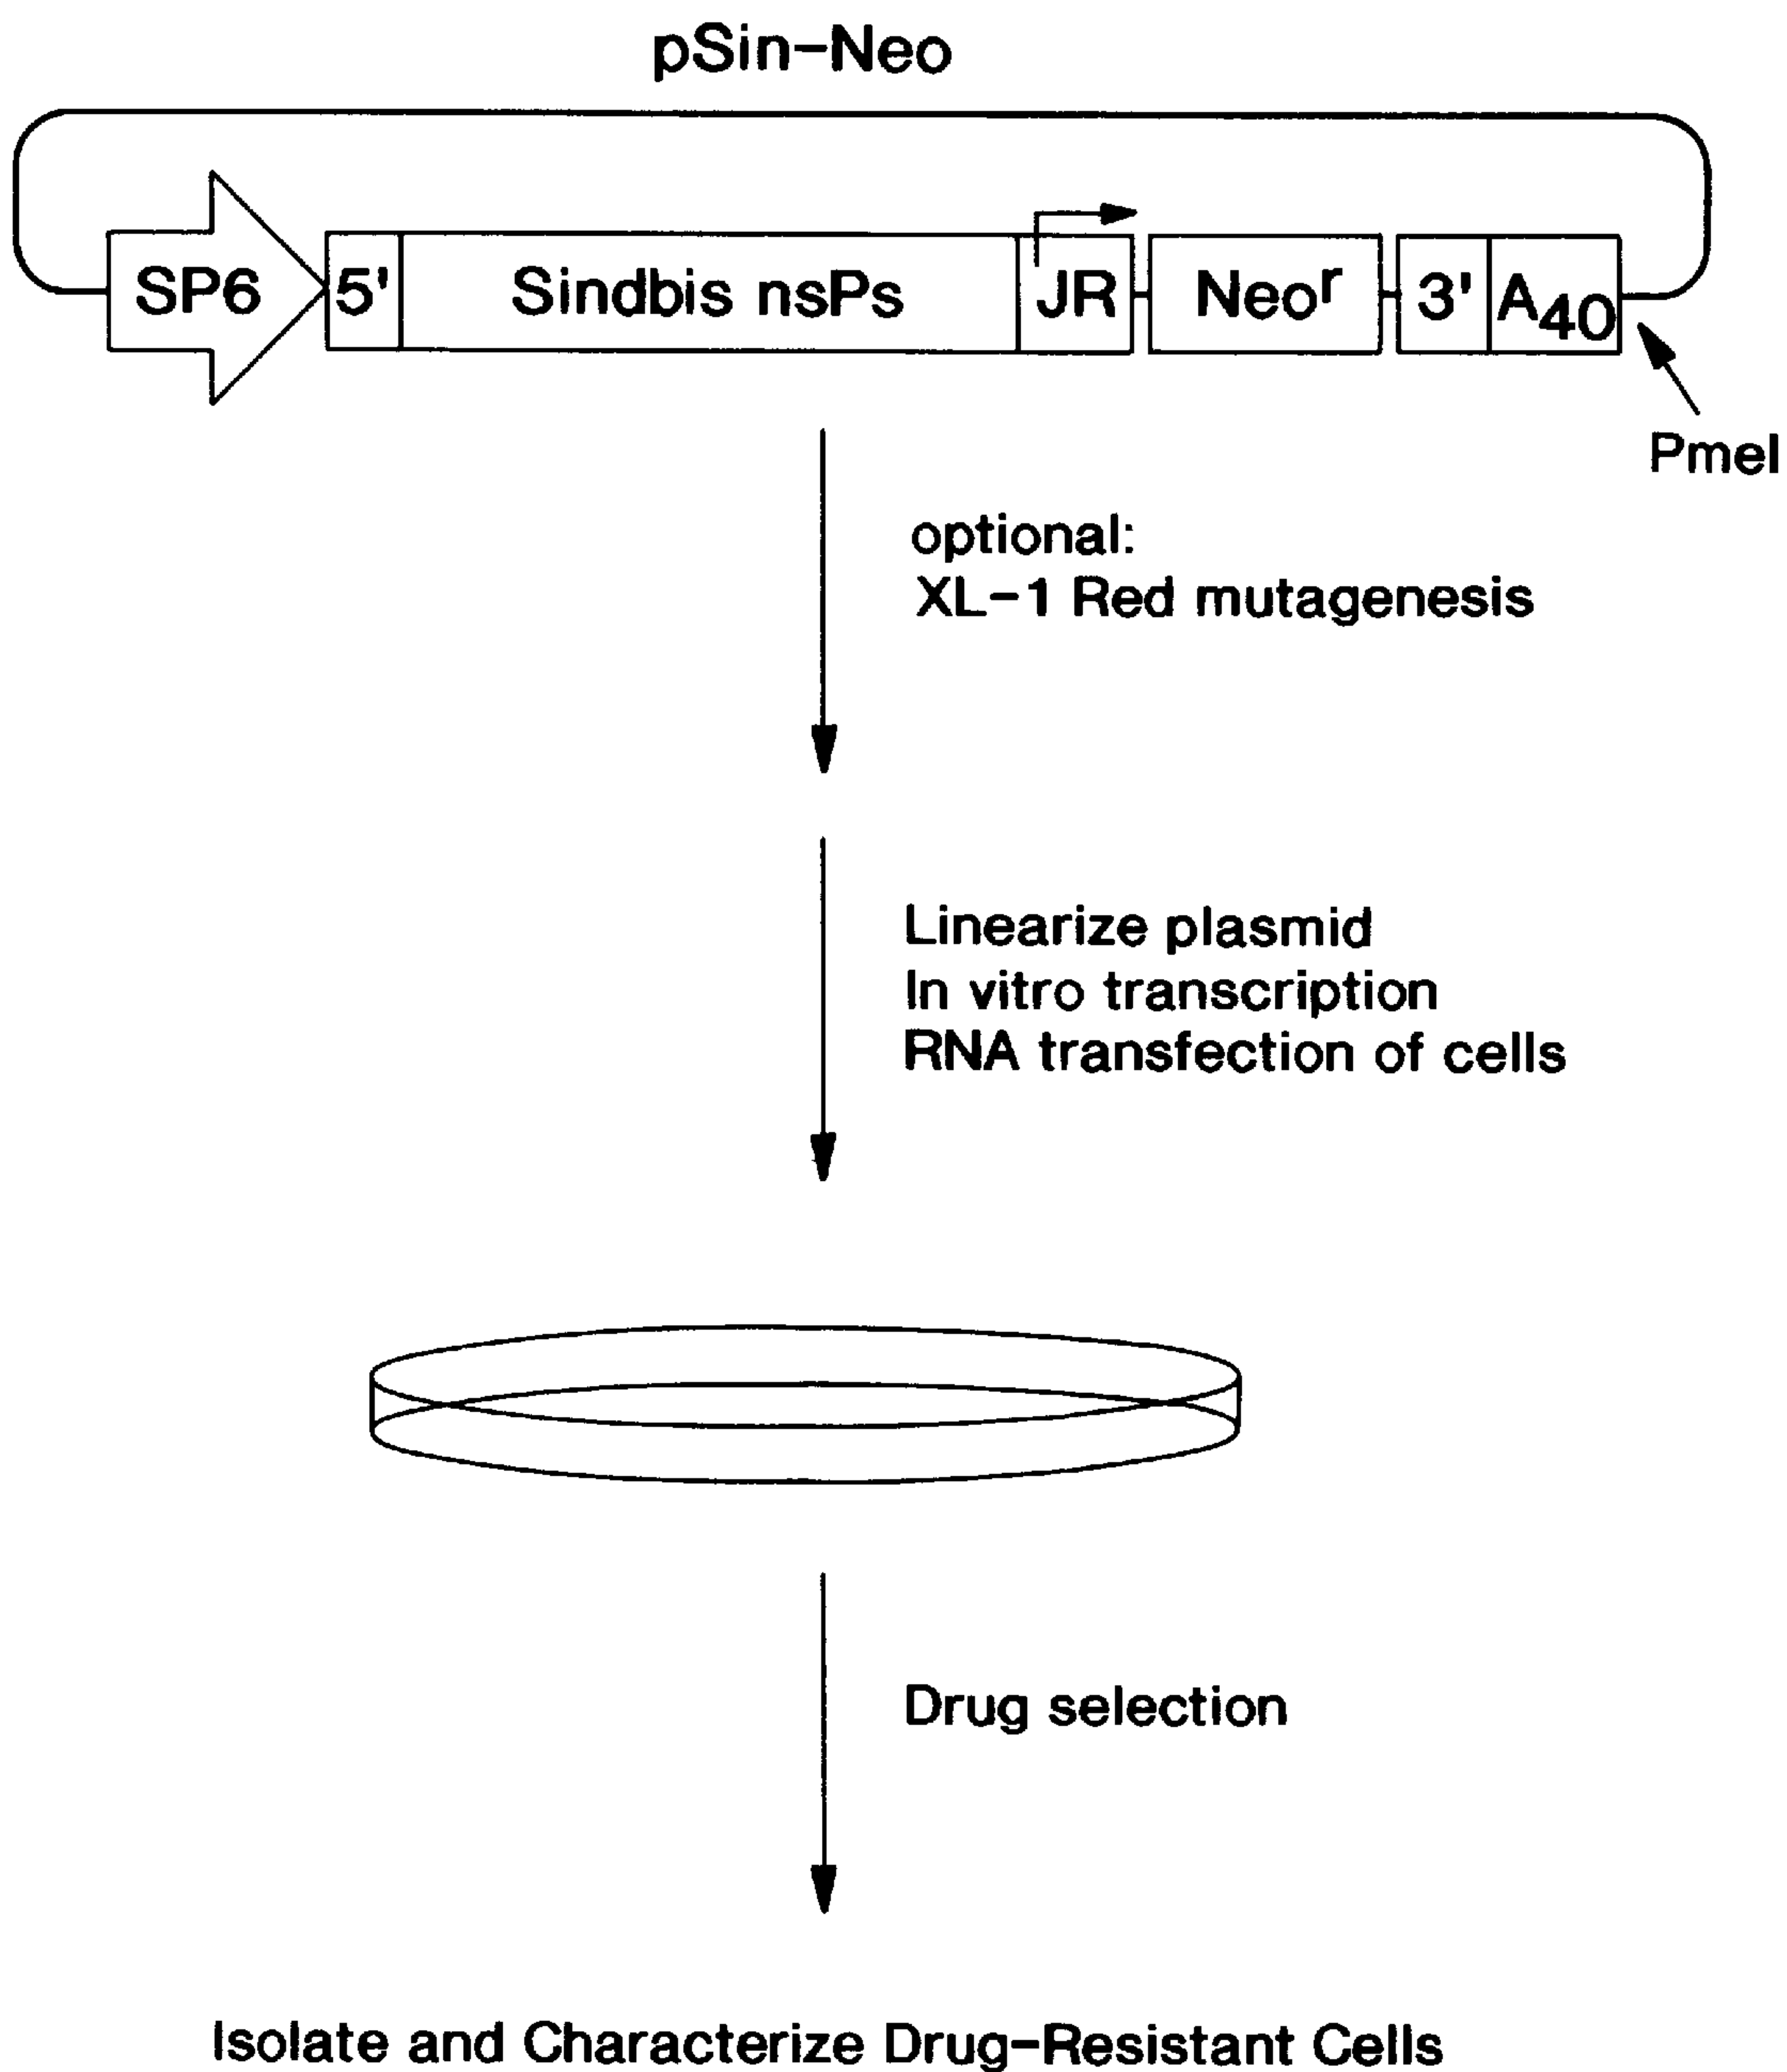 pSin-Neo
SP6 5' Sindbis nsPs JR Neoʳ 3' A₄₀
PmeI
optional:
XL-1 Red mutagenesis
Linearize plasmid
In vitro transcription
RNA transfection of cells
Drug selection
Isolate and Characterize Drug-Resistant Cells